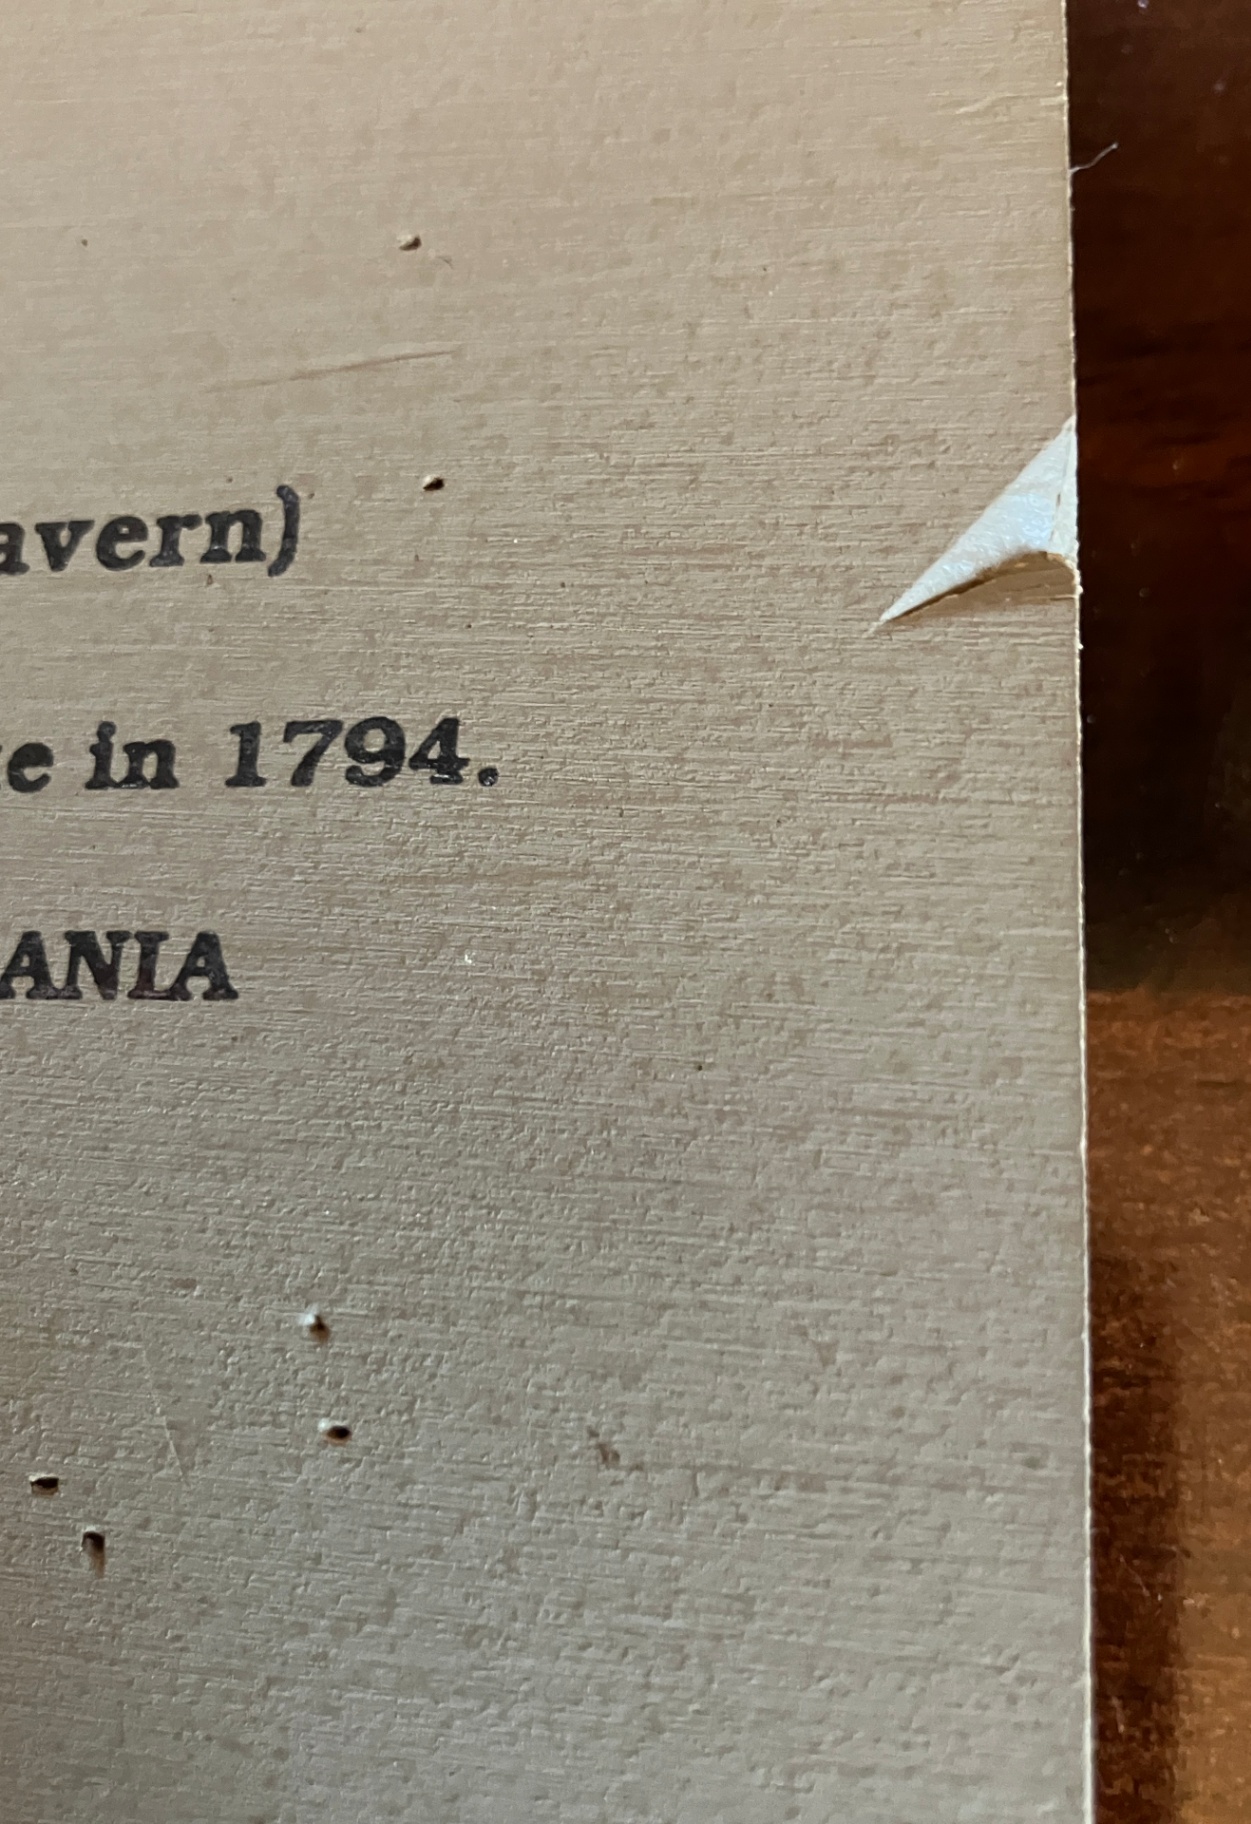 avern)
e in 1794.
ANIA